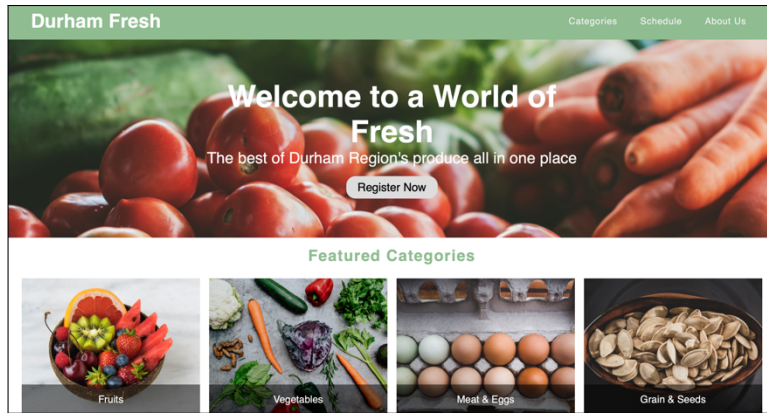 Durham Fresh
Categories Schedule About Us
Welcome to a World of
Fresh
The best of Durham Region's produce all in one place
Register Now
Featured Categories
Fruits
Vegetables
Meat & Eggs
Grain & Seeds